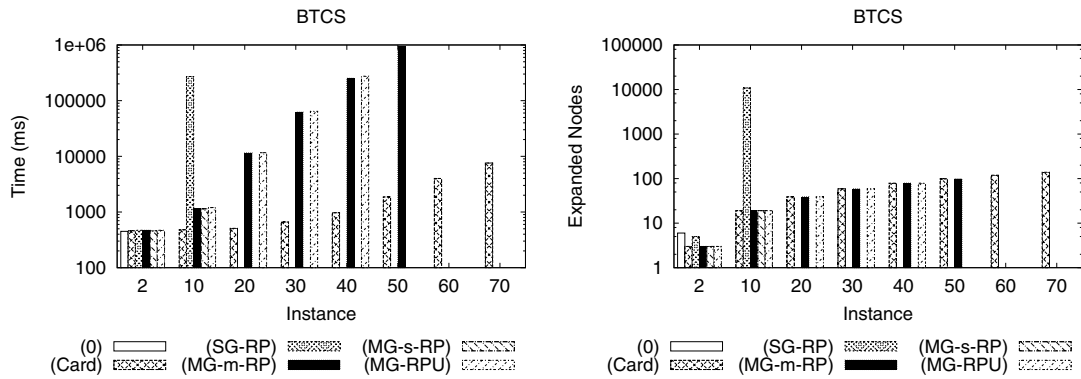 BTCS
1e+06
100000
10000
1000
100
Time (ms)
2 10 20 30 40 50 60 70
Instance
(0) (SG-RP) (MG-s-RP)
(Card) (MG-m-RP) (MG-RPU)
BTCS
100000
10000
1000
100
10
1
Expanded Nodes
2 10 20 30 40 50 60 70
Instance
(0) (SG-RP) (MG-s-RP)
(Card) (MG-m-RP) (MG-RPU)